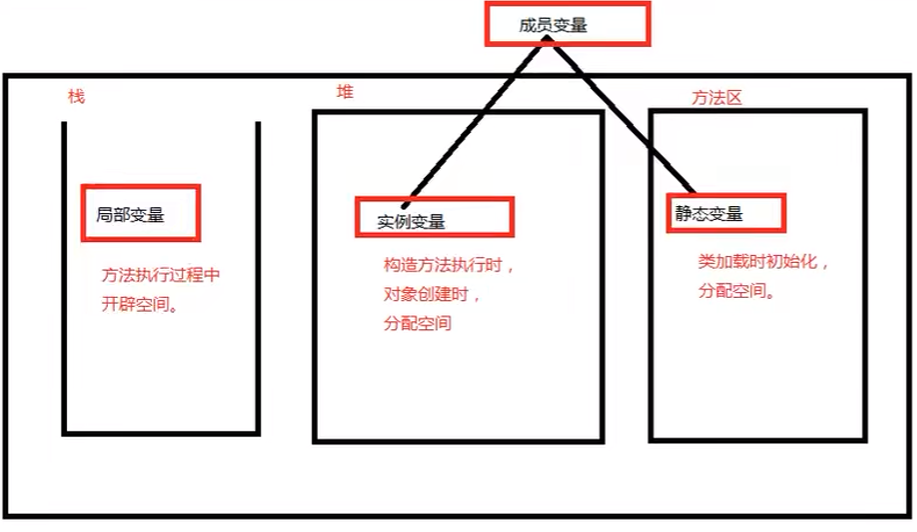 成员变量
栈
堆
方法区
局部变量
方法执行过程中
开辟空间。
实例变量
构造方法执行时，
对象创建时，
分配空间
静态变量
类加载时初始化，
分配空间。